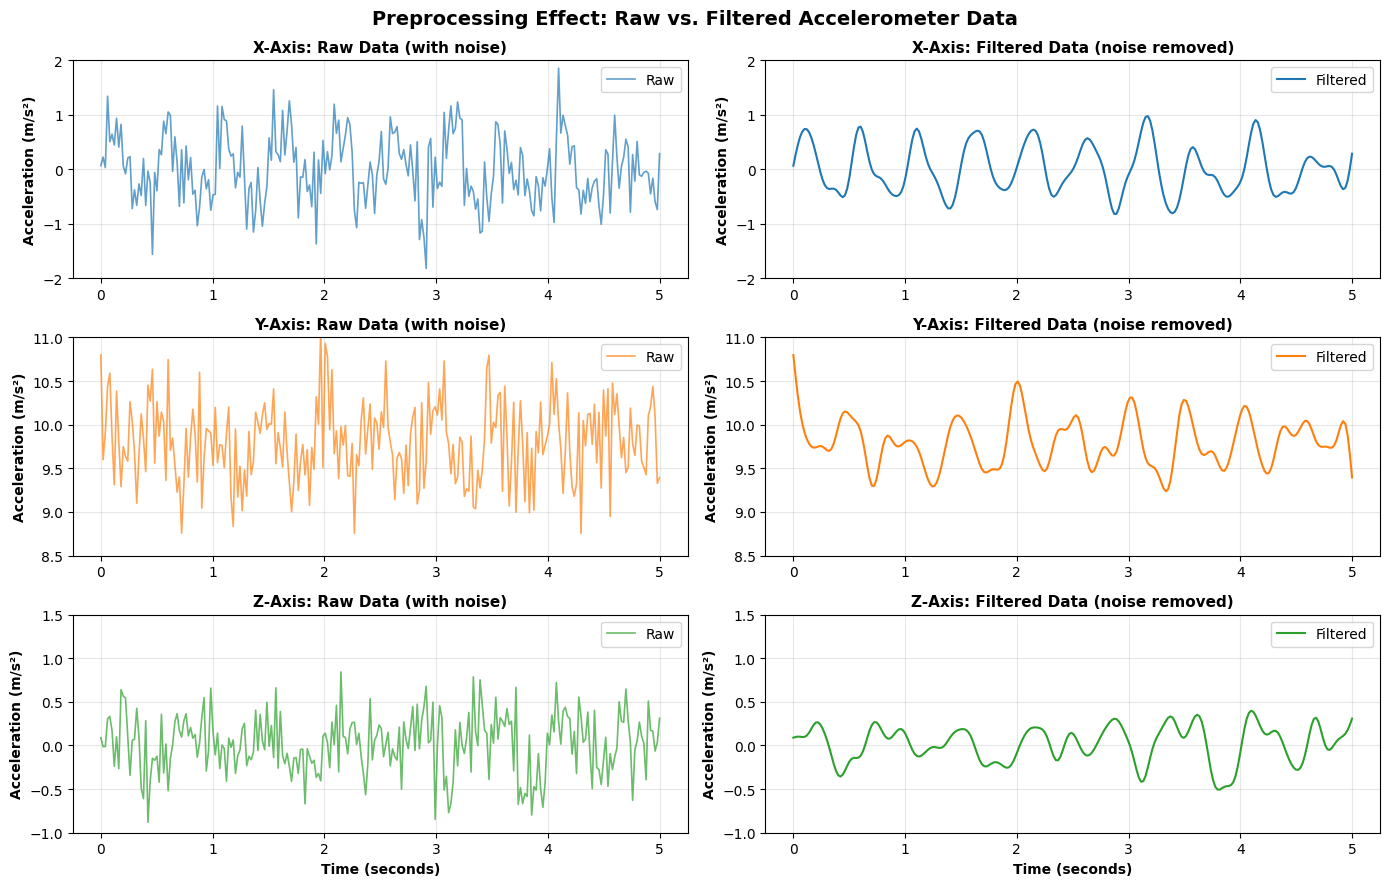 Preprocessing Effect: Raw vs. Filtered Accelerometer Data
X-Axis: Raw Data (with noise)
Acceleration (m/s²)
2
1
0
−1
−2
Raw
0 1 2 3 4 5
X-Axis: Filtered Data (noise removed)
Acceleration (m/s²)
2
1
0
−1
−2
Filtered
0 1 2 3 4 5
Y-Axis: Raw Data (with noise)
Acceleration (m/s²)
11.0
10.5
10.0
9.5
9.0
8.5
Raw
0 1 2 3 4 5
Y-Axis: Filtered Data (noise removed)
Acceleration (m/s²)
11.0
10.5
10.0
9.5
9.0
8.5
Filtered
0 1 2 3 4 5
Z-Axis: Raw Data (with noise)
Acceleration (m/s²)
1.5
1.0
0.5
0.0
−0.5
−1.0
Raw
0 1 2 3 4 5
Time (seconds)
Z-Axis: Filtered Data (noise removed)
Acceleration (m/s²)
1.5
1.0
0.5
0.0
−0.5
−1.0
Filtered
0 1 2 3 4 5
Time (seconds)